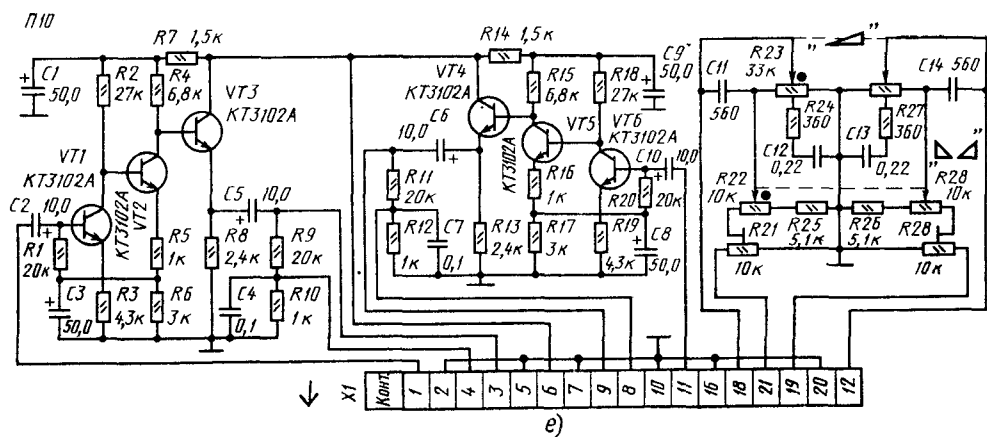 П10
R7 1,5к
C1
50,0
R2
27к
R4
6,8к
VT3
КТ3102А
VT1
КТ3102А
КТ3102А
VT2
C2 10,0
R1
20к
C3
50,0
R3
4,3к
R5
1к
R6
3к
C5 10,0
R8
2,4к
R9
20к
C4
0,1
R10
1к
R14 1,5к
VT4
КТ3102А
C6
10,0
R15
6,8к
R18
27к
C9
50,0
VT5
КТ3102А
VT6
КТ3102А
C10 10,0
R11
20к
R12
1к
C7
0,1
R13
2,4к
R16
1к
R17
3к
R20
20к
R19
4,3к
C8
50,0
C11
560
R23
33к
R24
360
C12
0,22
C13
0,22
R27
360
C14 560
R22
10к
R28
10к
R21
10к
R25
5,1к
R26
5,1к
R28
10к
X1 Конт. 1 2 4 3 5 6 7 9 8 10 11 16 18 21 19 20 12
е)